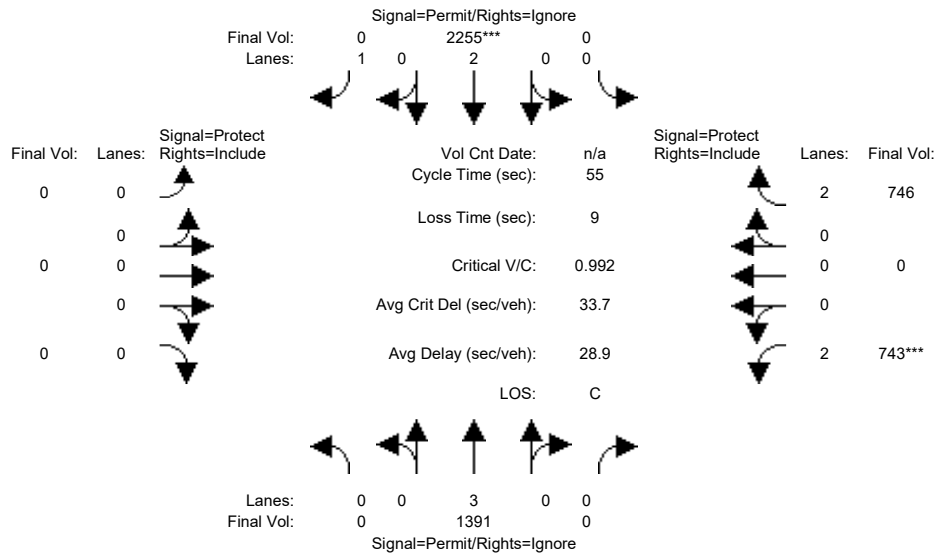 Signal=Permit/Rights=Ignore
Final Vol: 0 2255*** 0
Lanes: 1 0 2 0 0
Signal=Protect Signal=Protect
Final Vol: Lanes: Rights=Include Vol Cnt Date: n/a Rights=Include Lanes: Final Vol:
Cycle Time (sec): 55
0 0 2 746
Loss Time (sec): 9
0 0
0 0 Critical V/C: 0.992 0 0
0 Avg Crit Del (sec/veh): 33.7 0
0 0 Avg Delay (sec/veh): 28.9 2 743***
LOS: C
Lanes: 0 0 3 0 0
Final Vol: 0 1391 0
Signal=Permit/Rights=Ignore